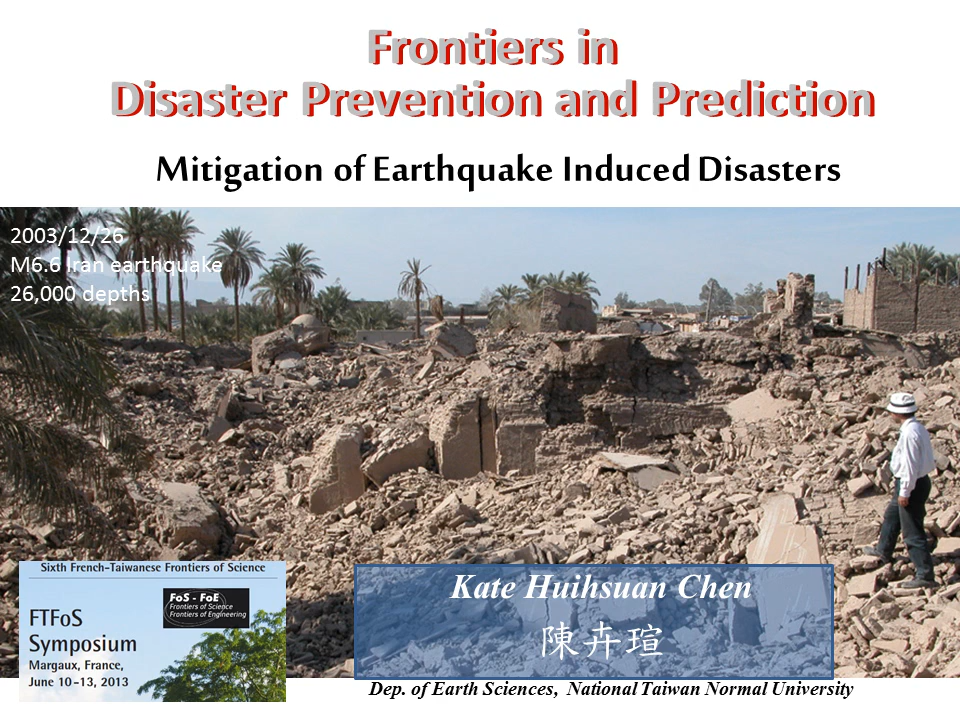 Frontiers in
Disaster Prevention and Prediction
Mitigation of Earthquake Induced Disasters
2003/12/26
M6.6 Iran earthquake
26,000 depths
Sixth French-Taiwanese Frontiers of Science
FoS - FoE
Frontiers of Science
Frontiers of Engineering
FTFoS
Symposium
Margaux, France,
June 10-13, 2013
Kate Huihsuan Chen
陳卉瑄
Dep. of Earth Sciences, National Taiwan Normal University